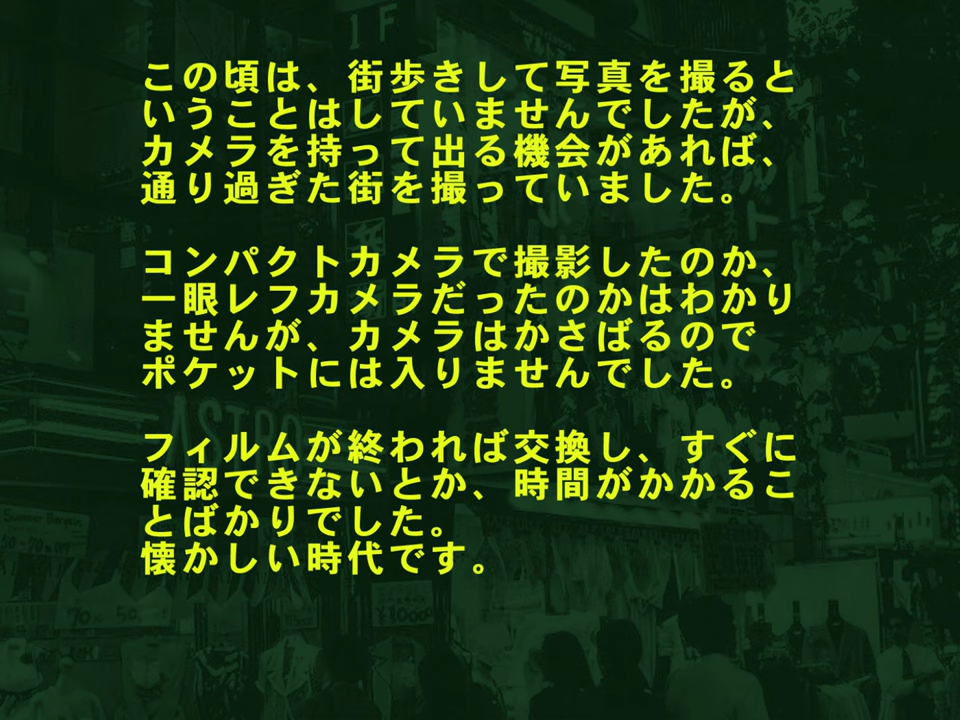 1F
この頃は、街歩きして写真を撮ると
いうことはしていませんでしたが、
カメラを持って出る機会があれば、
通り過ぎた街を撮っていました。
コンパクトカメラで撮影したのか、
一眼レフカメラだったのかはわかり
ませんが、カメラはかさばるので
ポケットには入りませんでした。
フィルムが終われば交換し、すぐに
確認できないとか、時間がかかるこ
とばかりでした。
懐かしい時代です。
ASTRO
Summer Bargain
50-70% OFF
¥1000